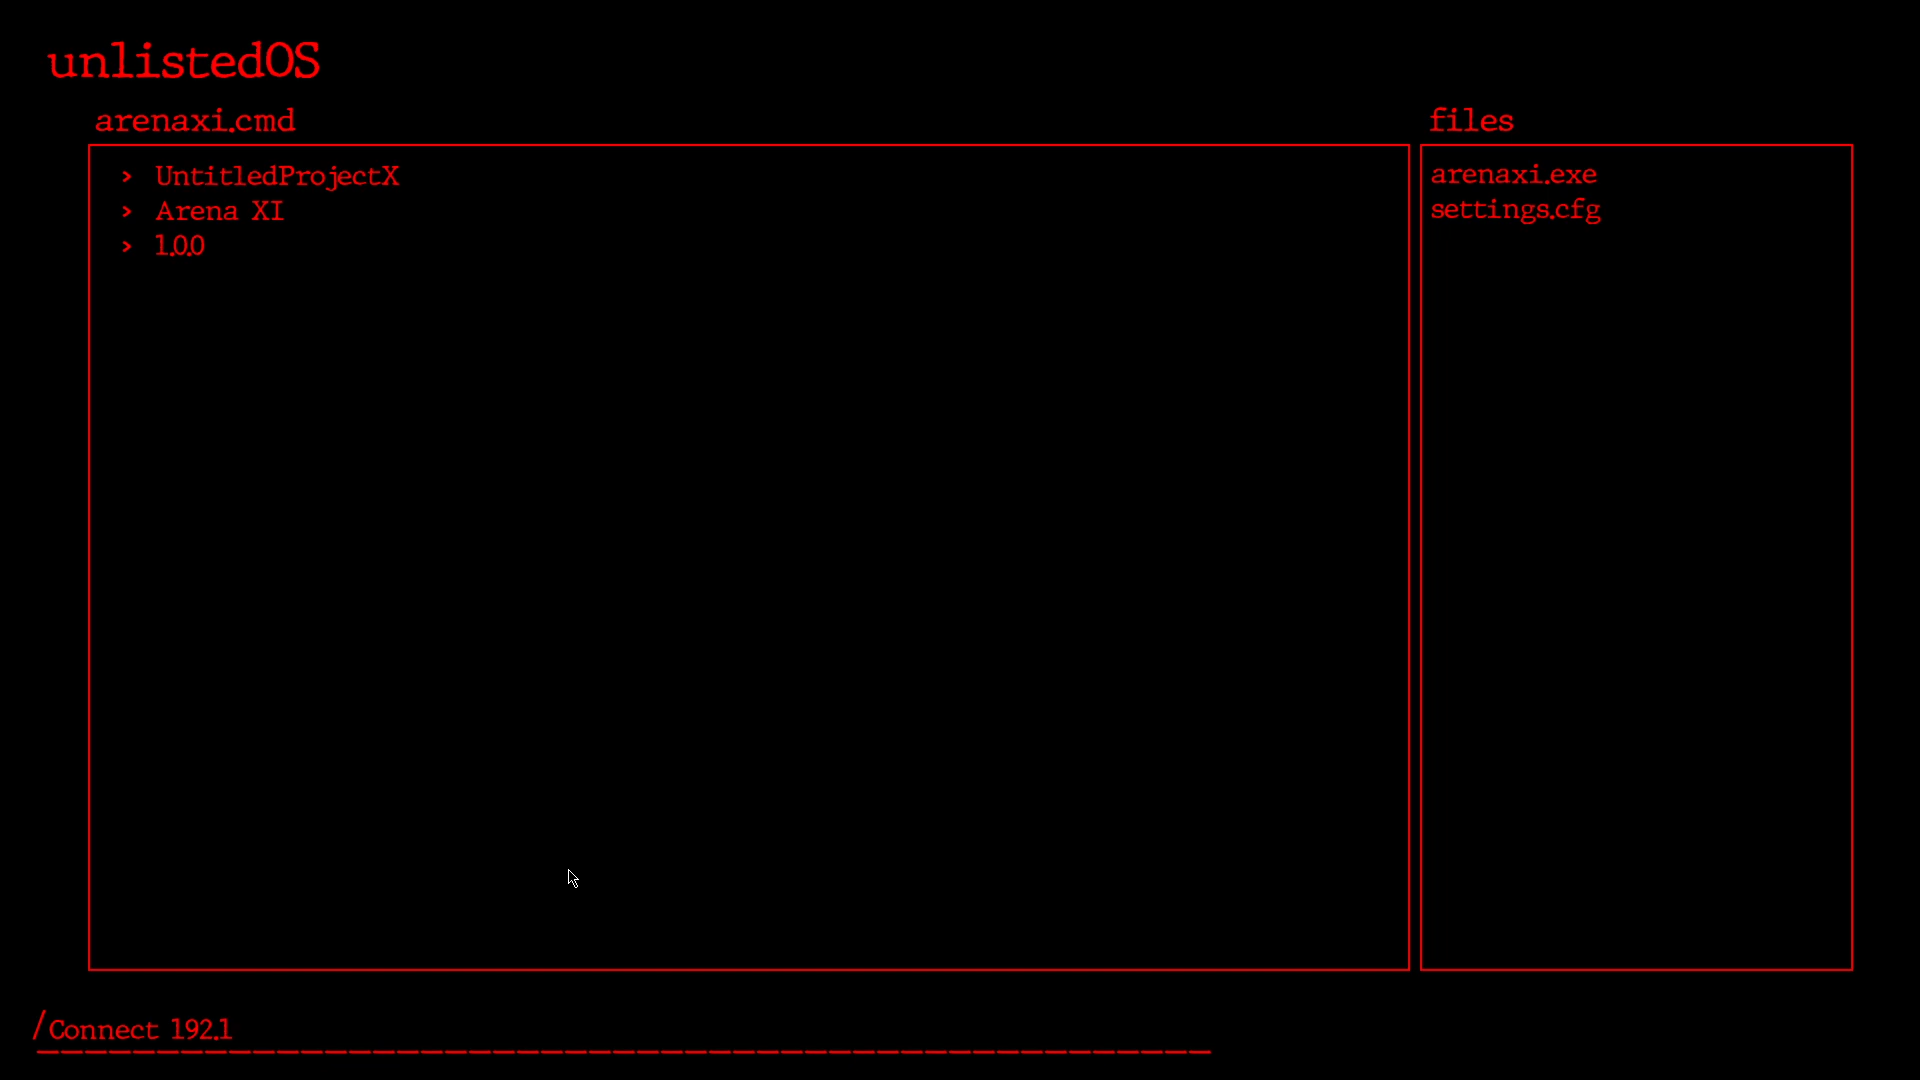 unlistedOS
arenaxi.cmd
> UntitledProjectX
> Arena XI
> 1.0.0
files
arenaxi.exe
settings.cfg
/Connect 192.1